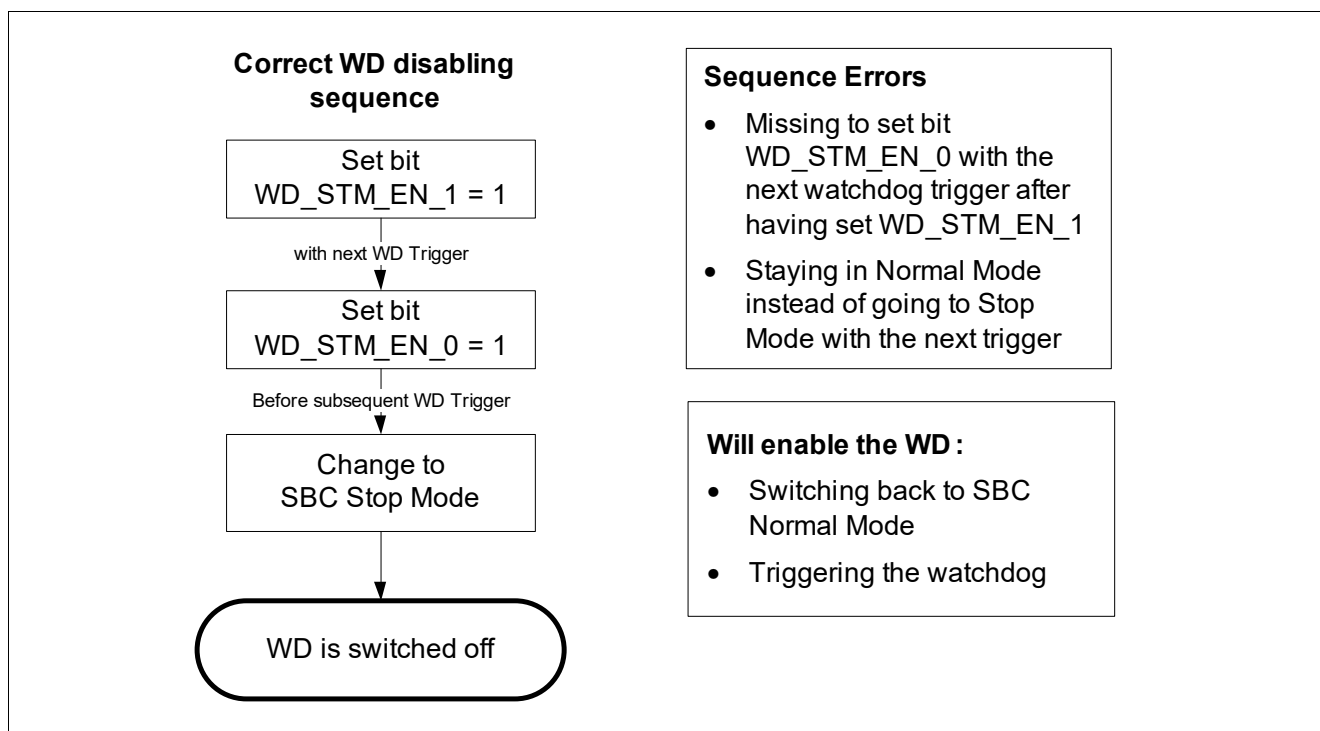 Correct WD disabling
sequence
Set bit
WD_STM_EN_1 = 1
with next WD Trigger
Set bit
WD_STM_EN_0 = 1
Before subsequent WD Trigger
Change to
SBC Stop Mode
WD is switched off
Sequence Errors
• Missing to set bit
WD_STM_EN_0 with the
next watchdog trigger after
having set WD_STM_EN_1
• Staying in Normal Mode
instead of going to Stop
Mode with the next trigger
Will enable the WD :
• Switching back to SBC
Normal Mode
• Triggering the watchdog